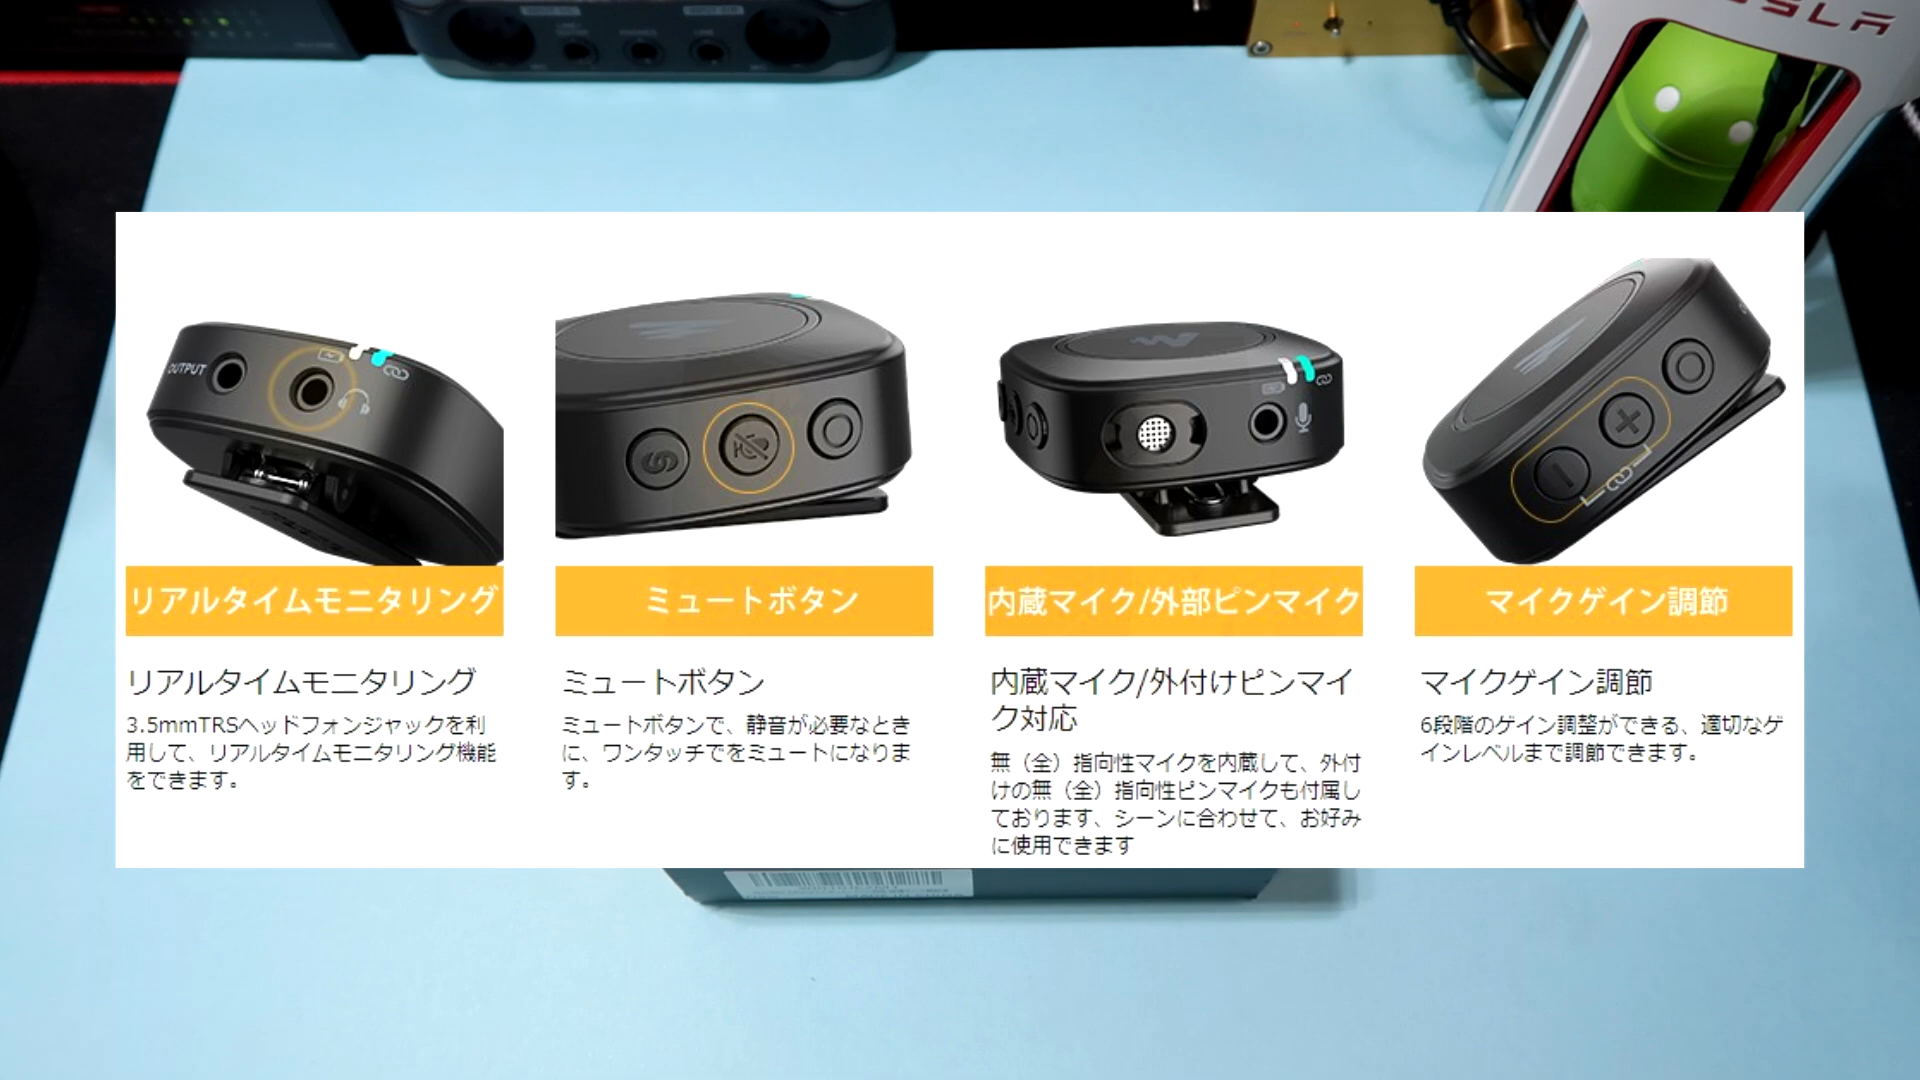 SLA
OUTPUT
リアルタイムモニタリング
ミュートボタン
内蔵マイク/外部ピンマイク
マイクゲイン調節
リアルタイムモニタリング
3.5mmTRSヘッドフォンジャックを利
用して、リアルタイムモニタリング機能
をできます。
ミュートボタン
ミュートボタンで、静音が必要なとき
に、ワンタッチでをミュートになりま
す。
内蔵マイク/外付けピンマイ
ク対応
無（全）指向性マイクを内蔵して、外付
けの無（全）指向性ピンマイクも付属し
ております、シーンに合わせて、お好み
に使用できます
マイクゲイン調節
6段階のゲイン調整ができる、適切なゲ
インレベルまで調節できます。